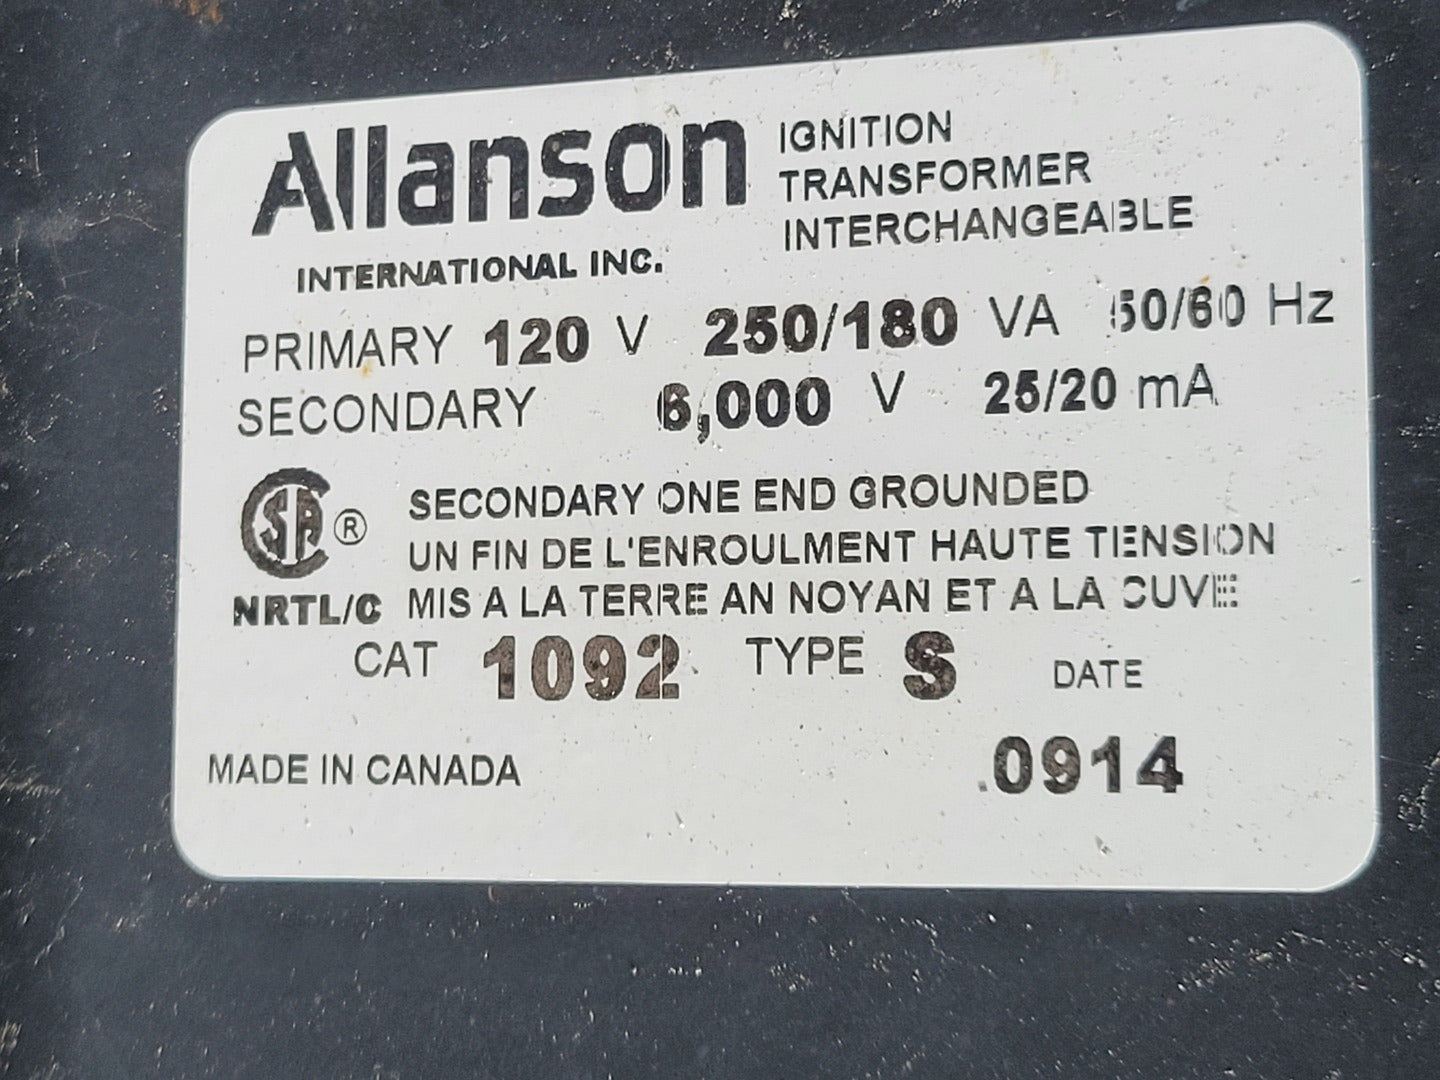 Allanson
INTERNATIONAL INC.
IGNITION
TRANSFORMER
INTERCHANGEABLE
PRIMARY 120 V 250/180 VA 50/60 Hz
SECONDARY 6,000 V 25/20 mA
CSA ®
NRTL/C
SECONDARY ONE END GROUNDED
UN FIN DE L'ENROULMENT HAUTE TIENSION
MIS A LA TERRE AN NOYAN ET A LA CUVE
CAT 1092 TYPE S DATE
MADE IN CANADA
0914